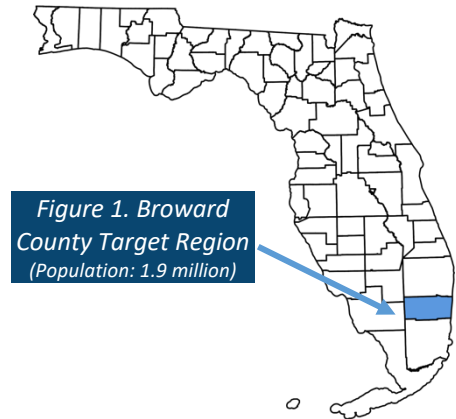 Figure 1. Broward
County Target Region
(Population: 1.9 million)